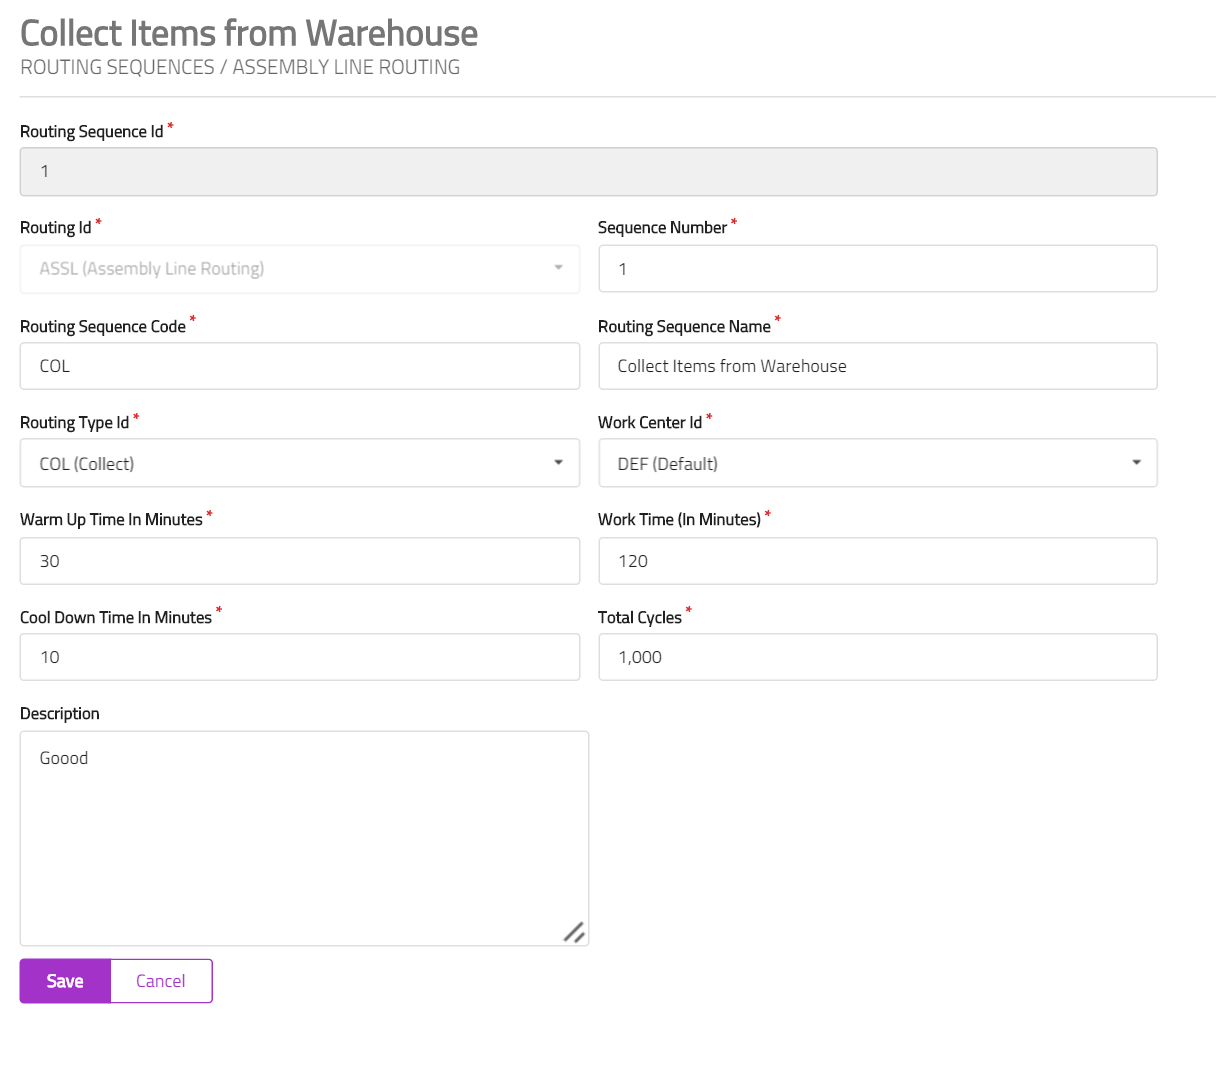 Collect Items from Warehouse
ROUTING SEQUENCES / ASSEMBLY LINE ROUTING
Routing Sequence Id *
1
Routing Id *
Sequence Number *
ASSL (Assembly Line Routing)
1
Routing Sequence Code *
Routing Sequence Name *
COL
Collect Items from Warehouse
Routing Type Id *
Work Center Id *
COL (Collect)
DEF (Default)
Warm Up Time In Minutes *
Work Time (In Minutes) *
30
120
Cool Down Time In Minutes *
Total Cycles *
10
1,000
Description
Goood
Save
Cancel